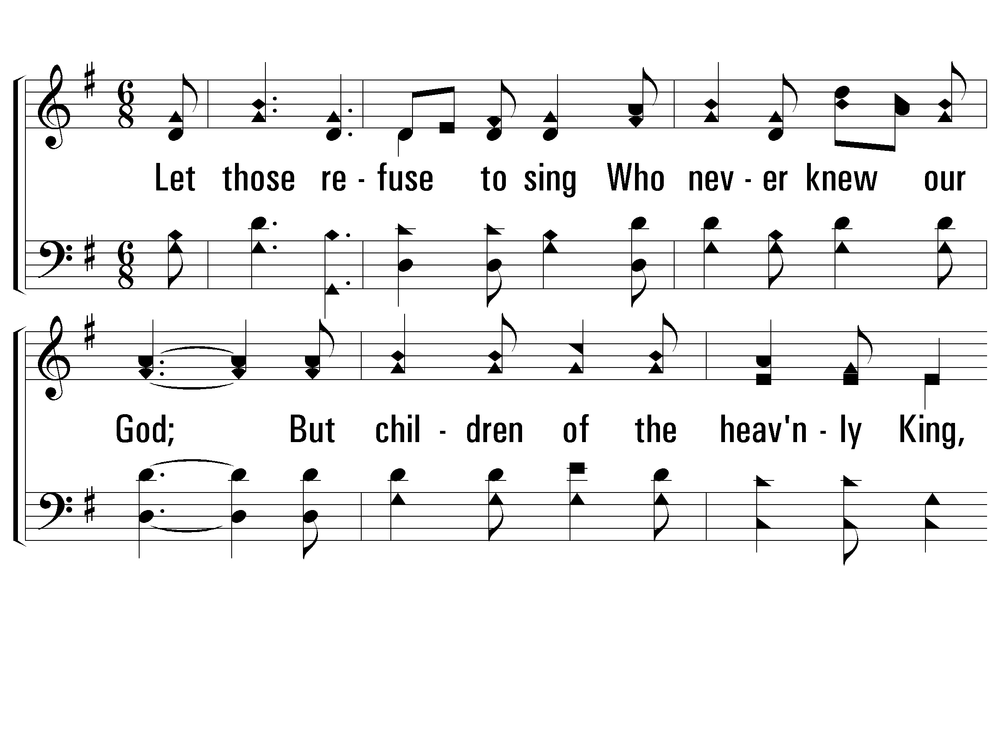 Let those re - fuse to sing Who nev - er knew our
God; But chil - dren of the heav'n - ly King,